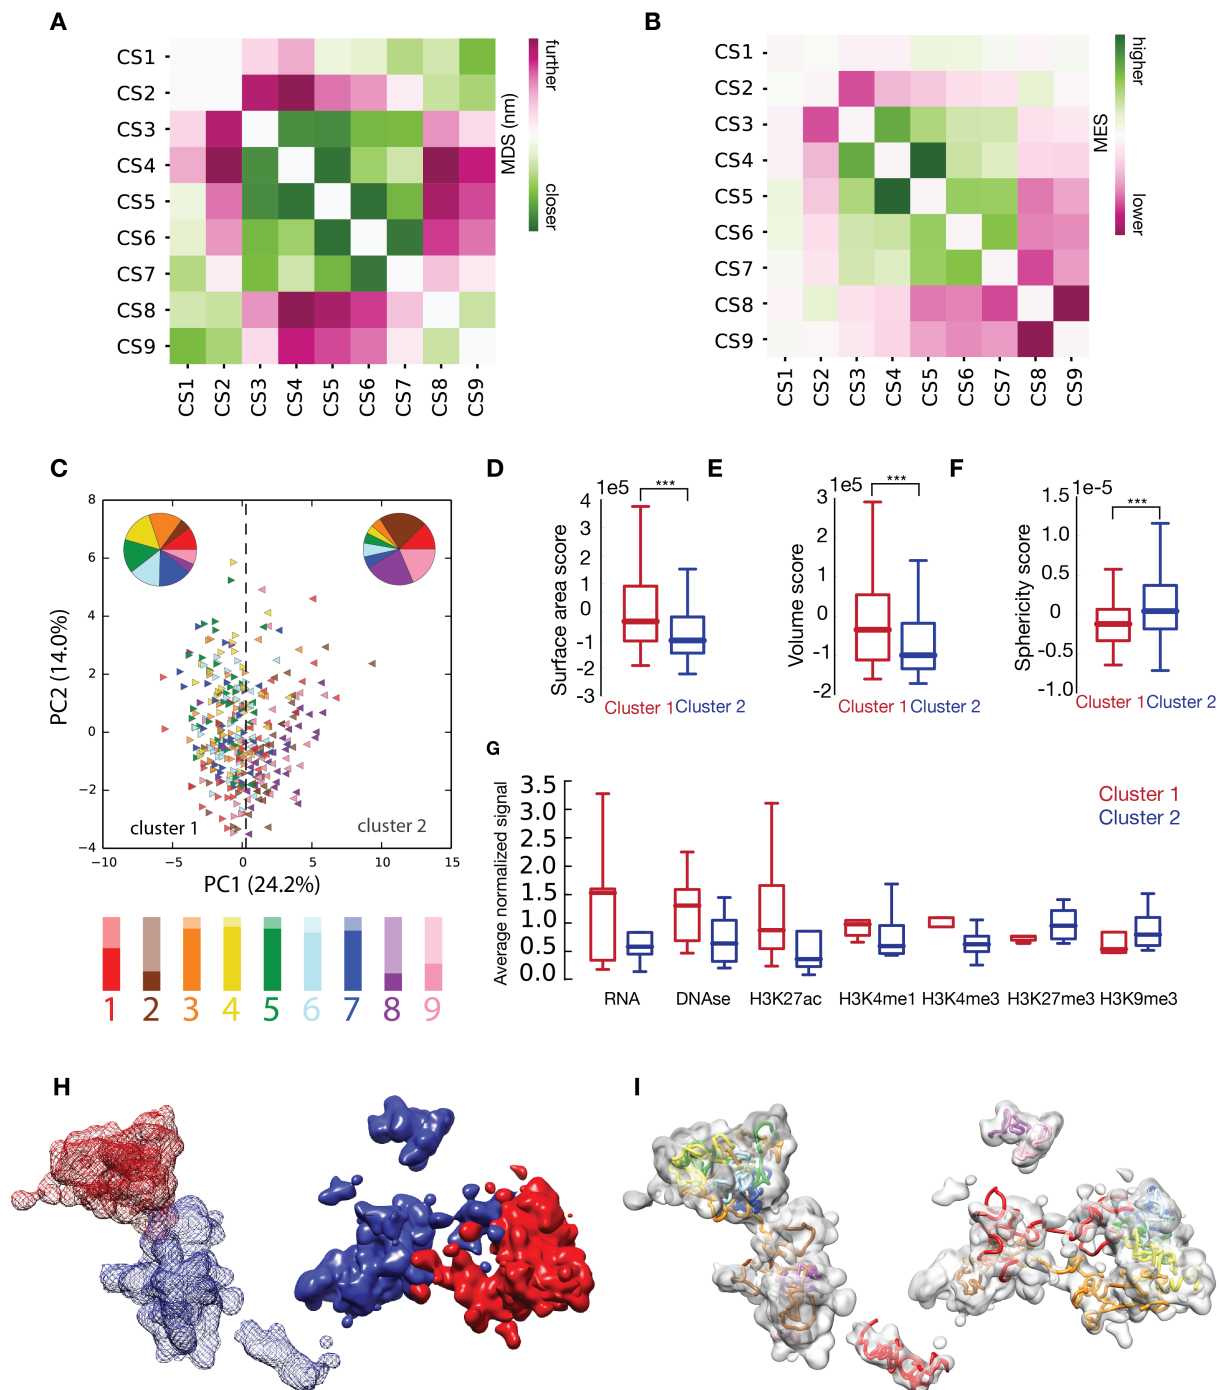 A
CS1
CS2
CS3
CS4
CS5
CS6
CS7
CS8
CS9
CS1 CS2 CS3 CS4 CS5 CS6 CS7 CS8 CS9
further
MDS (nm)
closer
B
CS1
CS2
CS3
CS4
CS5
CS6
CS7
CS8
CS9
CS1 CS2 CS3 CS4 CS5 CS6 CS7 CS8 CS9
higher
MES
lower
C
8
6
4
2
0
−2
−4
PC2 (14.0%)
cluster 1
cluster 2
−10 −5 0 5 10 15
PC1 (24.2%)
1 2 3 4 5 6 7 8 9
D
1e5
***
4
3
2
1
0
-1
-2
-3
Surface area score
Cluster 1 Cluster 2
E
1e5
***
3
2
1
0
-1
-2
Volume score
Cluster 1 Cluster 2
F
1e-5
***
1.5
1.0
0.5
0
-0.5
-1.0
Sphericity score
Cluster 1 Cluster 2
G
3.5
3.0
2.5
2.0
1.5
1.0
0.5
0.0
Average normalized signal
Cluster 1
Cluster 2
RNA DNAse H3K27ac H3K4me1 H3K4me3 H3K27me3 H3K9me3
H
I